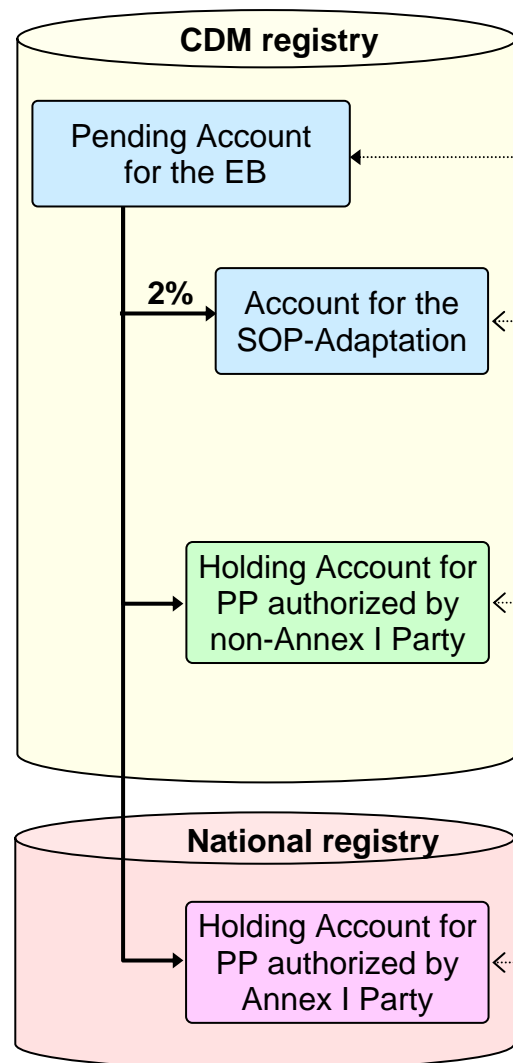 CDM registry
Pending Account
for the EB
2%
Account for the
SOP-Adaptation
Holding Account for
PP authorized by
non-Annex I Party
National registry
Holding Account for
PP authorized by
Annex I Party